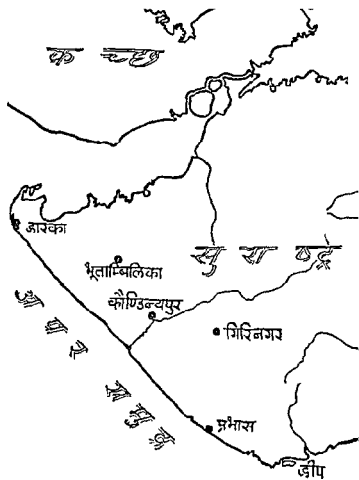 कच्छ
द्वारका
भूताम्बिलिका
सुराष्ट्र
कौण्डिन्यपुर
गिरिनगर
अपर समुद्र
प्रभास
द्वीप